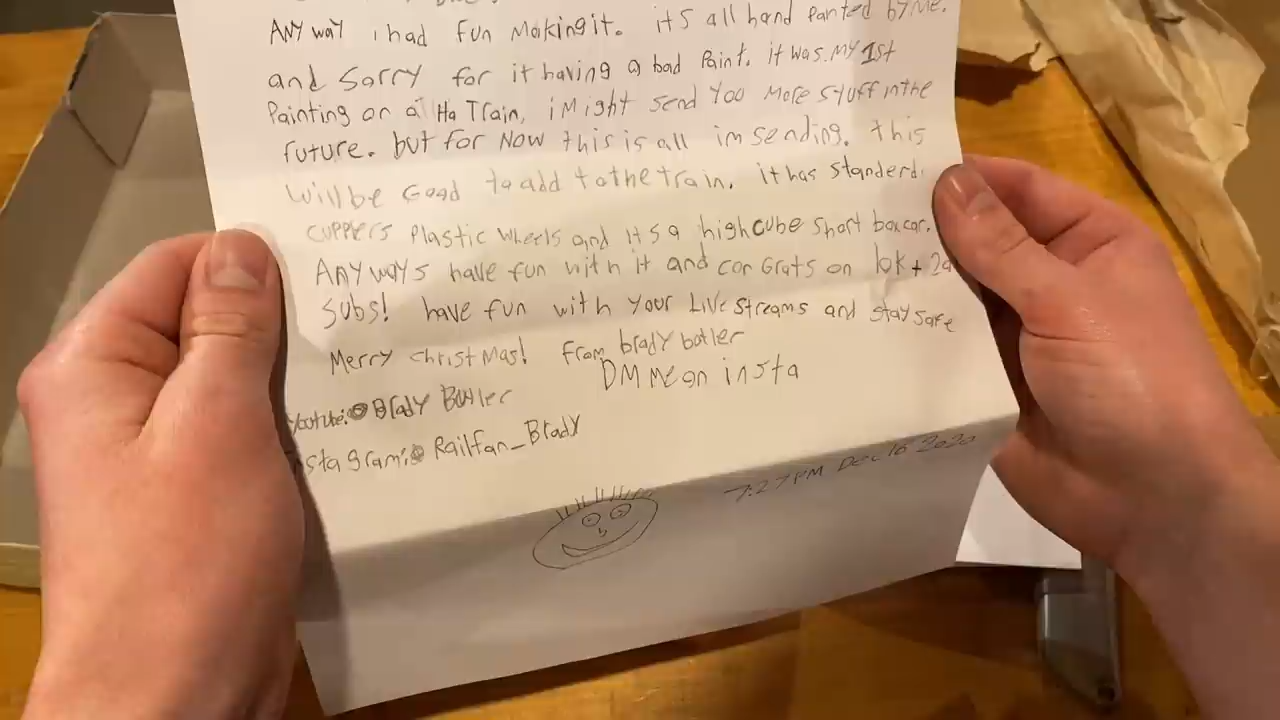 ANy way i had fun Making it. its all hand Panted by Me.
and Sorry for it having a bad Paint. it was My 1st
Painting on a Ho Train, i Might send You More Stuff in the
future. but for Now this is all im sending. this
will be Good to add to the train. it has standerd.
cupplers Plastic wheels and its a high cube short boxcar.
ANyways have fun with it and con Grats on 10K +
Subs! have fun with Your Live Streams and stay safe
Merry Christmas! From brady butler
DM Me on insta
Youtube: Brady Butler
stagram: Railfan_Brady
7:27 PM Dec 16 2020